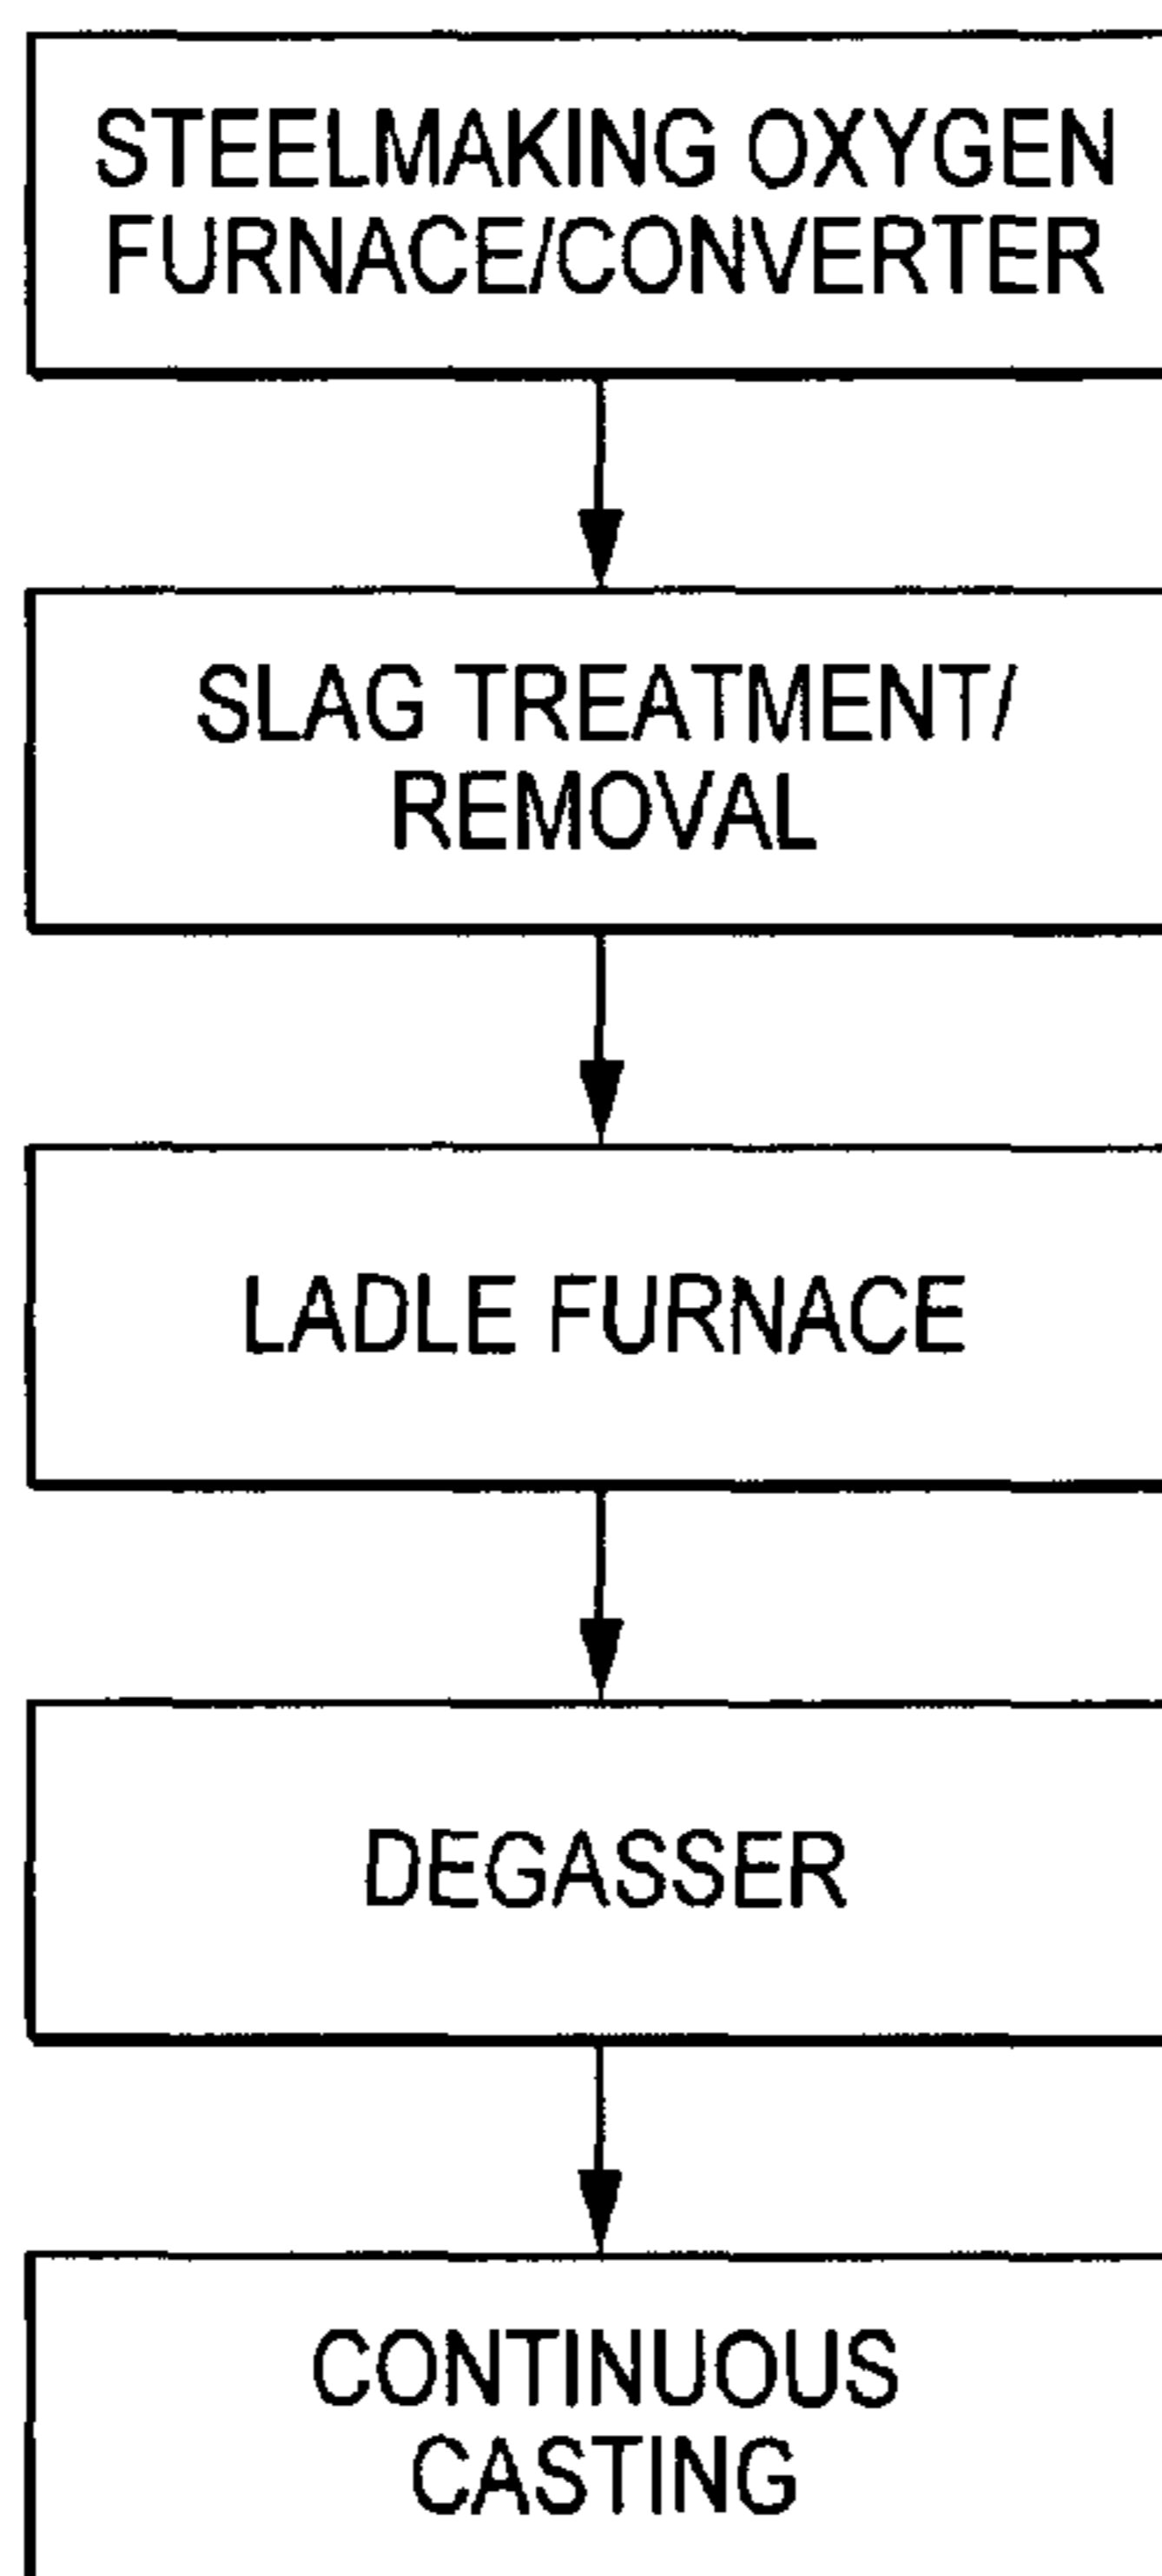 STEELMAKING OXYGEN
FURNACE/CONVERTER
SLAG TREATMENT/
REMOVAL
LADLE FURNACE
DEGASSER
CONTINUOUS
CASTING